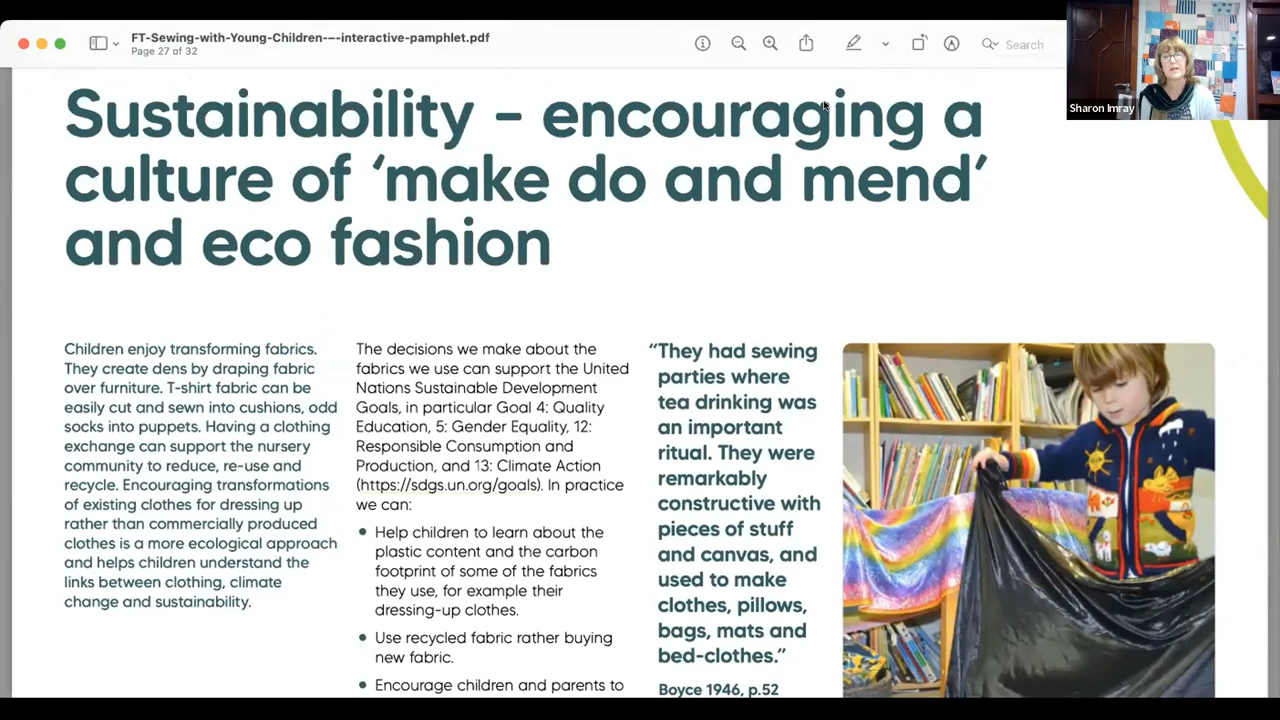 FT-Sewing-with-Young-Children----interactive-pamphlet.pdf
Page 27 of 32
Search
Sharon Imray
Sustainability – encouraging a
culture of ‘make do and mend’
and eco fashion
Children enjoy transforming fabrics.
They create dens by draping fabric
over furniture. T-shirt fabric can be
easily cut and sewn into cushions, odd
socks into puppets. Having a clothing
exchange can support the nursery
community to reduce, re-use and
recycle. Encouraging transformations
of existing clothes for dressing up
rather than commercially produced
clothes is a more ecological approach
and helps children understand the
links between clothing, climate
change and sustainability.
The decisions we make about the
fabrics we use can support the United
Nations Sustainable Development
Goals, in particular Goal 4: Quality
Education, 5: Gender Equality, 12:
Responsible Consumption and
Production, and 13: Climate Action
(https://sdgs.un.org/goals). In practice
we can:
• Help children to learn about the
plastic content and the carbon
footprint of some of the fabrics
they use, for example their
dressing-up clothes.
• Use recycled fabric rather buying
new fabric.
• Encourage children and parents to
“They had sewing
parties where
tea drinking was
an important
ritual. They were
remarkably
constructive with
pieces of stuff
and canvas, and
used to make
clothes, pillows,
bags, mats and
bed-clothes.”
Boyce 1946, p.52